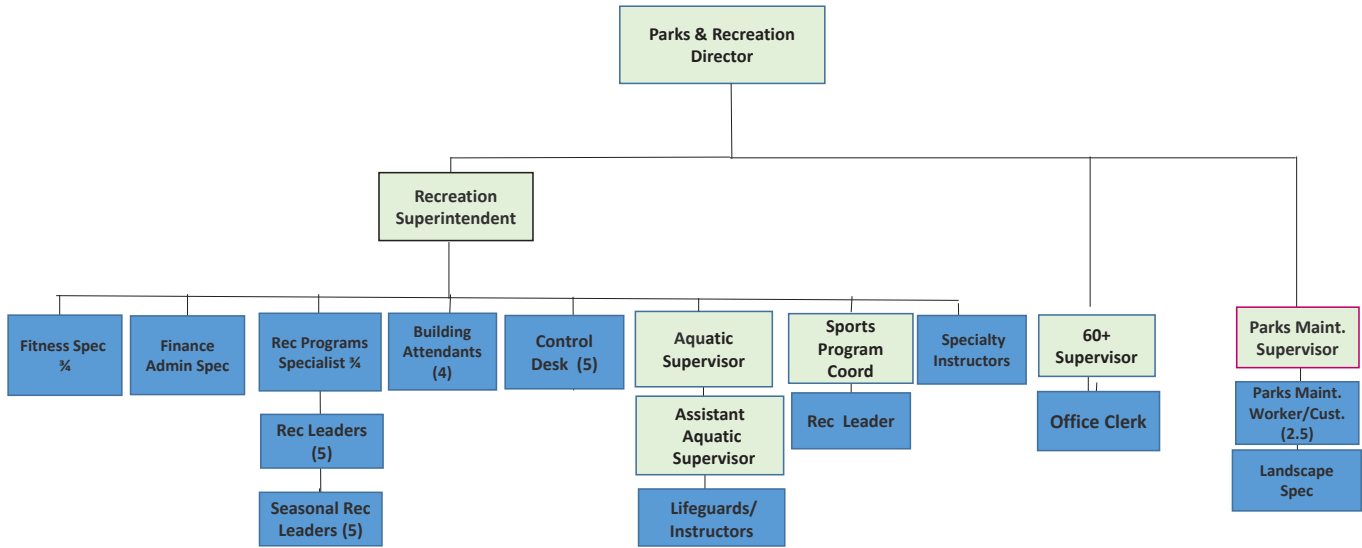 Parks & Recreation
Director
Recreation
Superintendent
Fitness Spec
¾
Finance
Admin Spec
Rec Programs
Specialist ¾
Building
Attendants
(4)
Control
Desk (5)
Aquatic
Supervisor
Sports
Program
Coord
Specialty
Instructors
60+
Supervisor
Parks Maint.
Supervisor
Rec Leaders
(5)
Assistant
Aquatic
Supervisor
Rec Leader
Office Clerk
Parks Maint.
Worker/Cust.
(2.5)
Seasonal Rec
Leaders (5)
Lifeguards/
Instructors
Landscape
Spec